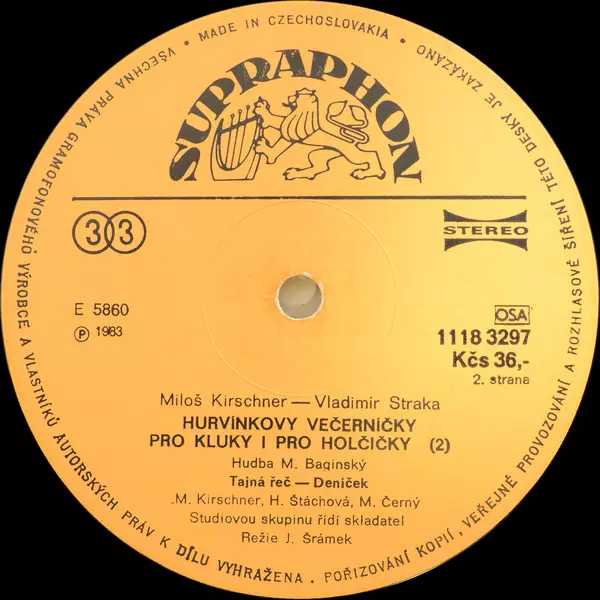 VŠECHNA PRÁVA GRAMOFONOVÉHO VÝROBCE A VLASTNÍKŮ AUTORSKÝCH PRÁV K DÍLU VYHRAŽENA . POŘIZOVÁNÍ KOPIÍ, VEŘEJNÉ PROVOZOVÁNÍ A ROZHLASOVÉ ŠÍŘENÍ TÉTO DESKY JE ZAKÁZÁNO
• MADE IN CZECHOSLOVAKIA •
SUPRAPHON
33
STEREO
E 5860
Ⓟ 1983
OSA
1118 3297
Kčs 36,-
2. strana
Miloš Kirschner — Vladimír Straka
HURVÍNKOVY VEČERNÍČKY
PRO KLUKY I PRO HOLČIČKY (2)
Hudba M. Baginský
Tajná řeč — Deníček
.M. Kirschner, H. Štáchová, M. Černý
Studiovou skupinu řídí skladatel
Režie J. Šrámek